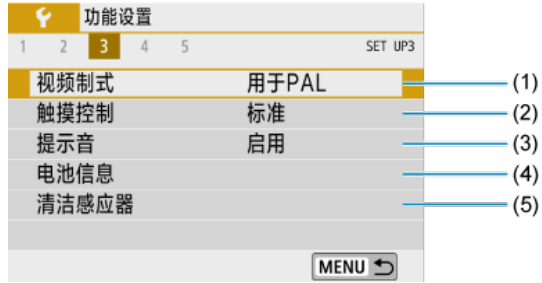 功能设置
1 2 3 4 5 SET UP3
视频制式 用于PAL (1)
触摸控制 标准 (2)
提示音 启用 (3)
电池信息 (4)
清洁感应器 (5)
MENU